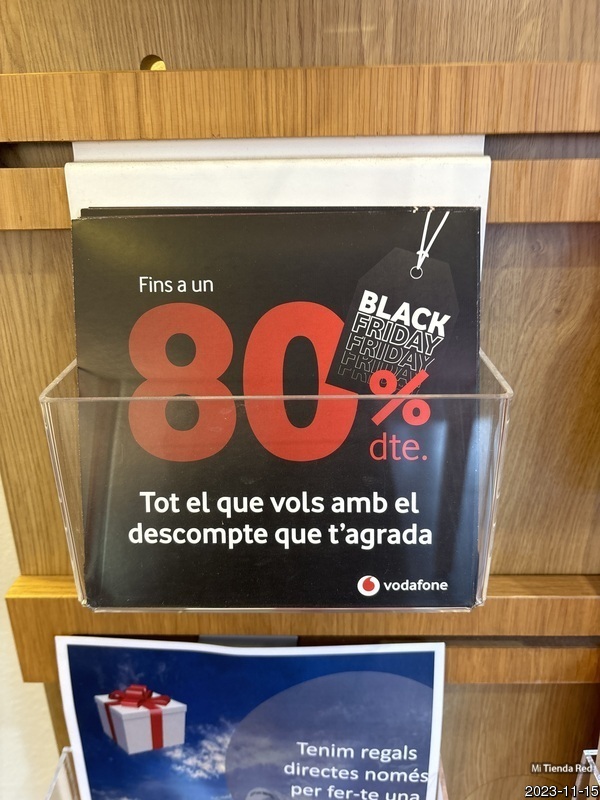 Fins a un
80%
dte.
BLACK
FRIDAY
FRIDAY
FRIDAY
Tot el que vols amb el
descompte que t'agrada
vodafone
Tenim regals
directes només
per fer-te una
Mi Tienda Red
2023-11-15